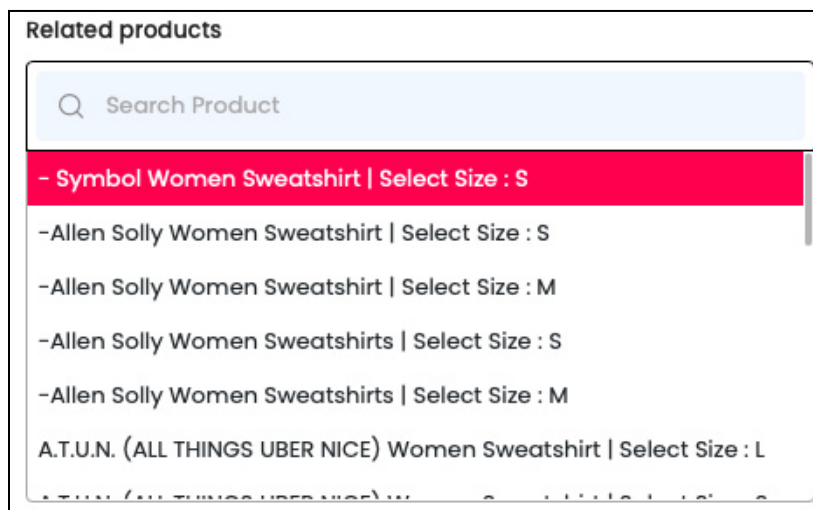 Related products
Search Product
- Symbol Women Sweatshirt | Select Size : S
-Allen Solly Women Sweatshirt | Select Size : S
-Allen Solly Women Sweatshirt | Select Size : M
-Allen Solly Women Sweatshirts | Select Size : S
-Allen Solly Women Sweatshirts | Select Size : M
A.T.U.N. (ALL THINGS UBER NICE) Women Sweatshirt | Select Size : L